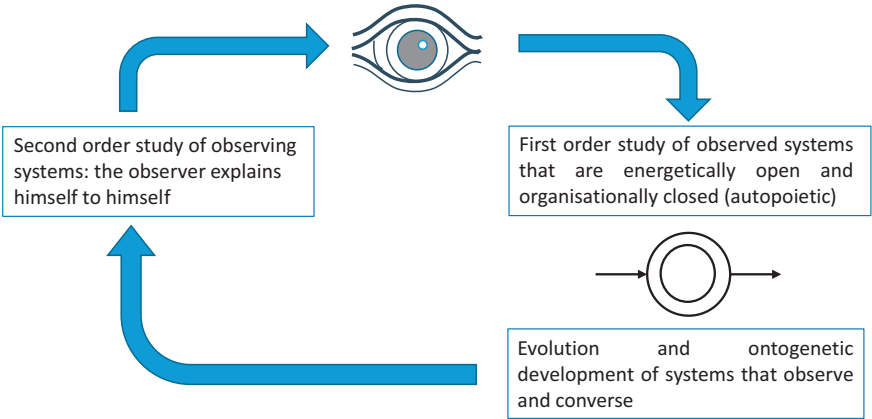 Second order study of observing
systems: the observer explains
himself to himself
First order study of observed systems
that are energetically open and
organisationally closed (autopoietic)
Evolution and ontogenetic
development of systems that observe
and converse